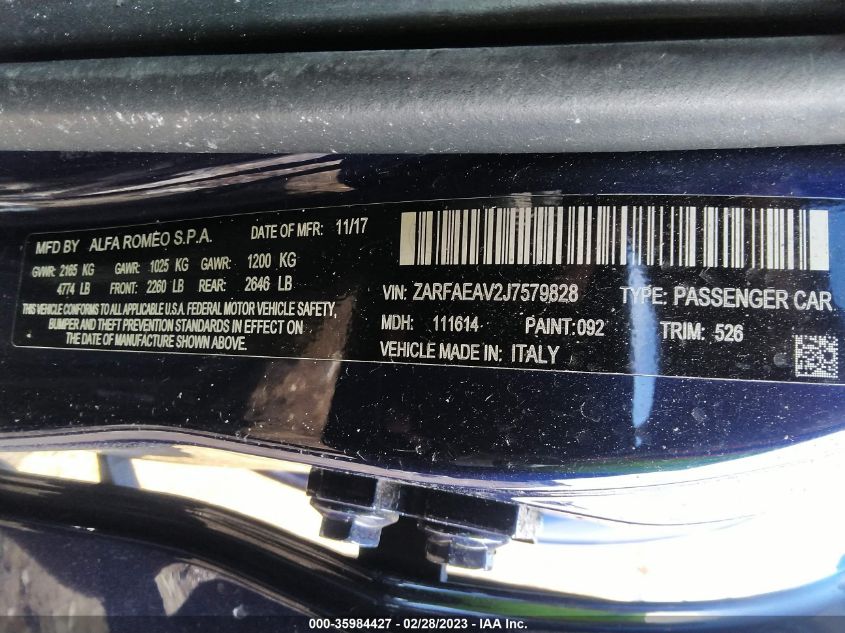 MFD BY ALFA ROMEO S.P.A. DATE OF MFR: 11/17
GVWR: 2165 KG GAWR: 1025 KG GAWR: 1200 KG
4774 LB FRONT: 2260 LB REAR: 2646 LB
THIS VEHICLE CONFORMS TO ALL APPLICABLE U.S.A. FEDERAL MOTOR VEHICLE SAFETY,
BUMPER AND THEFT PREVENTION STANDARDS IN EFFECT ON
THE DATE OF MANUFACTURE SHOWN ABOVE.
VIN: ZARFAEAV2J7579828 TYPE: PASSENGER CAR
MDH: 111614 PAINT:092 TRIM: 526
VEHICLE MADE IN: ITALY
000-35984427 - 02/28/2023 - IAA Inc.